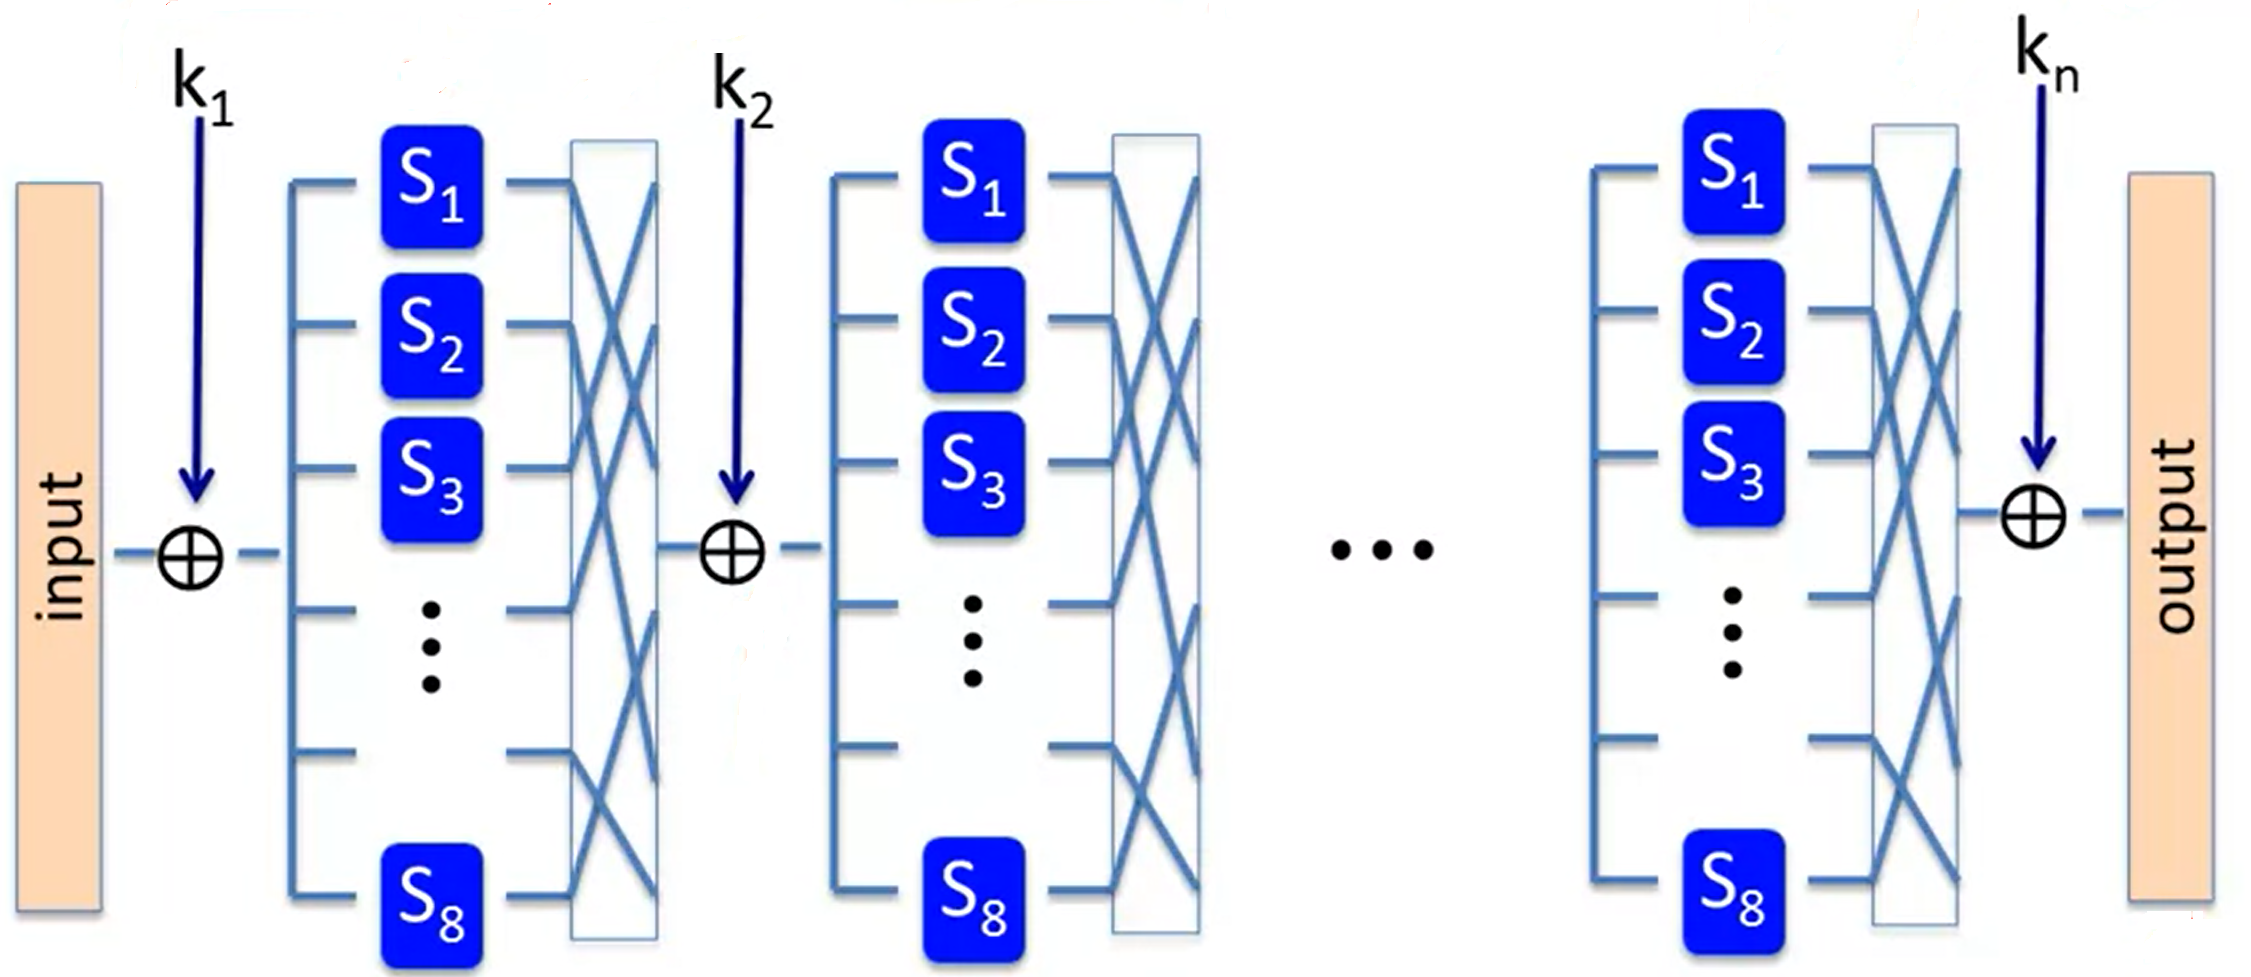 input
k₁
S₁
S₂
S₃
S₈
k₂
S₁
S₂
S₃
S₈
S₁
S₂
S₃
S₈
kₙ
output